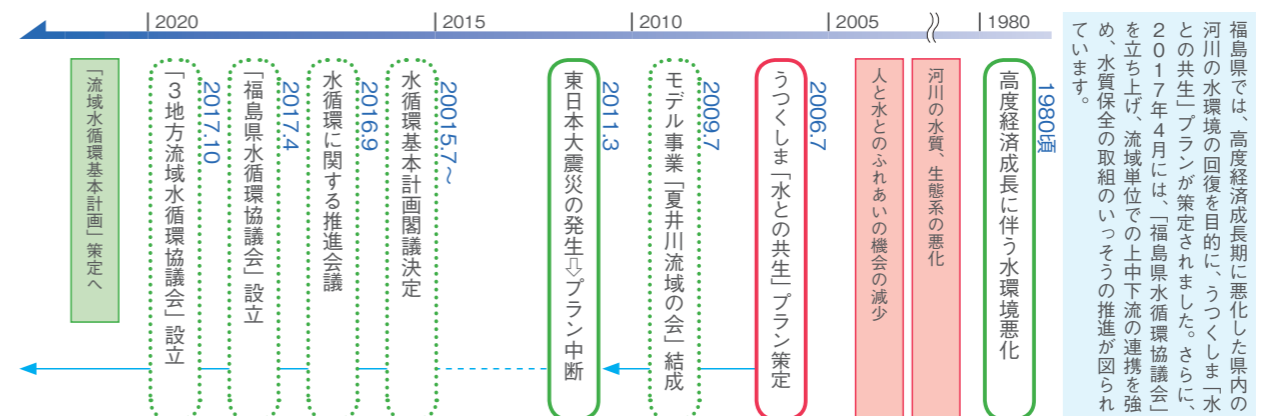 福島県では、高度経済成長期に悪化した県内の
河川の水環境の回復を目的に、うつくしま「水
との共生」プランが策定されました。さらに、
2017年4月には、「福島県水循環協議会」
を立ち上げ、流域単位での上中下流の連携を強
め、水質保全の取組のいっそうの推進が図られ
ています。
1980
2005
2010
2015
2020
1980頃
高度経済成長に伴う水環境悪化
河川の水質、生態系の悪化
人と水とのふれあいの機会の減少
2006.7
うつくしま「水との共生」プラン策定
2009.7
モデル事業「夏井川流域の会」結成
2011.3
東日本大震災の発生⇨プラン中断
20015.7〜
水循環基本計画閣議決定
2016.9
水循環に関する推進会議
2017.4
「福島県水循環協議会」設立
2017.10
「3地方流域水循環協議会」設立
「流域水循環基本計画」策定へ